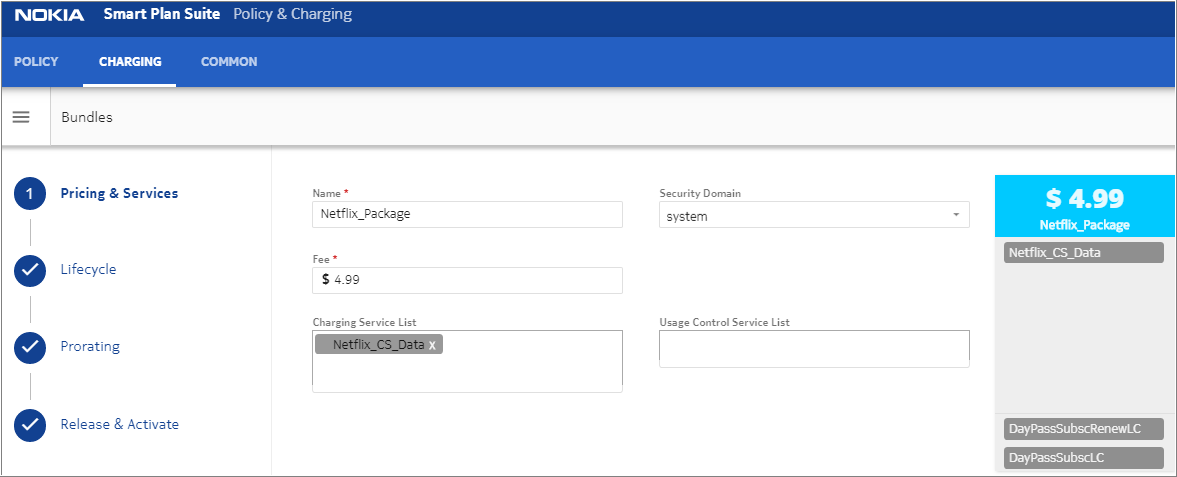 NOKIA Smart Plan Suite Policy & Charging
POLICY CHARGING COMMON
Bundles
1 Pricing & Services
Lifecycle
Prorating
Release & Activate
Name *
Netflix_Package
Security Domain
system
Fee *
$ 4.99
Charging Service List
Netflix_CS_Data x
Usage Control Service List
$ 4.99
Netflix_Package
Netflix_CS_Data
DayPassSubscRenewLC
DayPassSubscLC